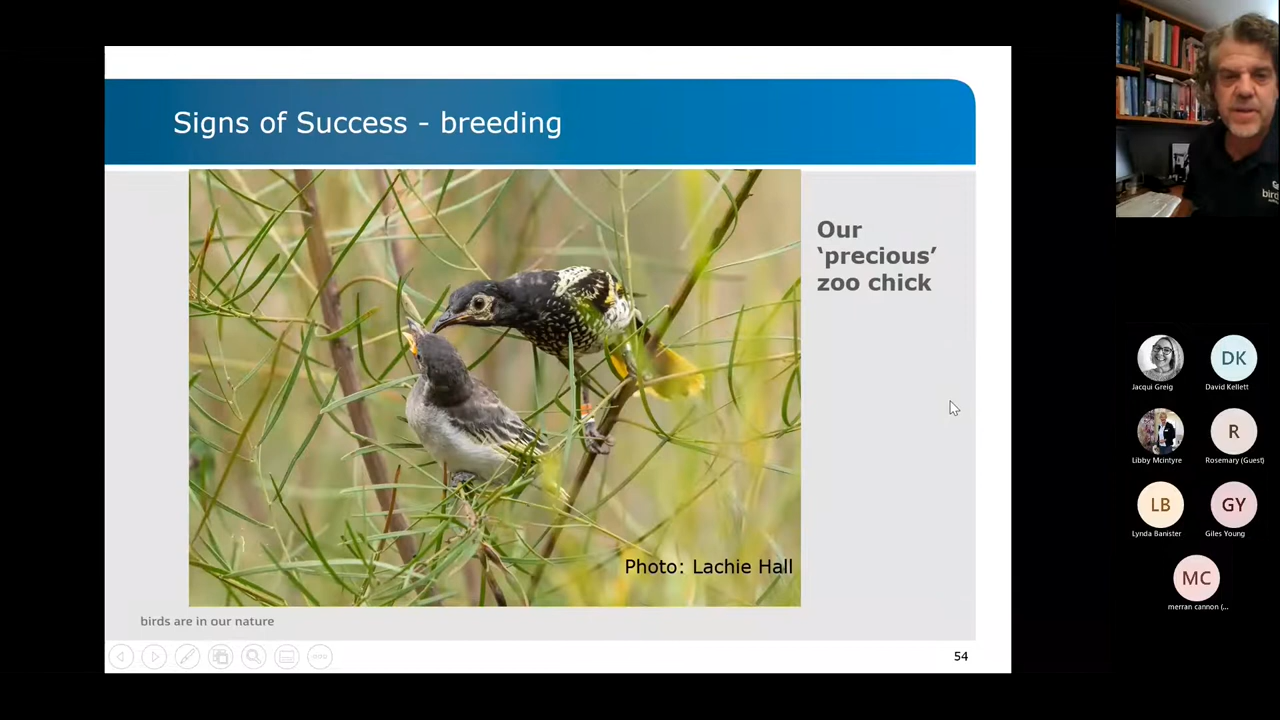 Signs of Success - breeding
Our
‘precious’
zoo chick
Photo: Lachie Hall
birds are in our nature
54
bird
DK
Jacqui Greig
David Kellett
R
Libby Mcintyre
Rosemary (Guest)
LB
GY
Lynda Banister
Giles Young
MC
merran cannon (...